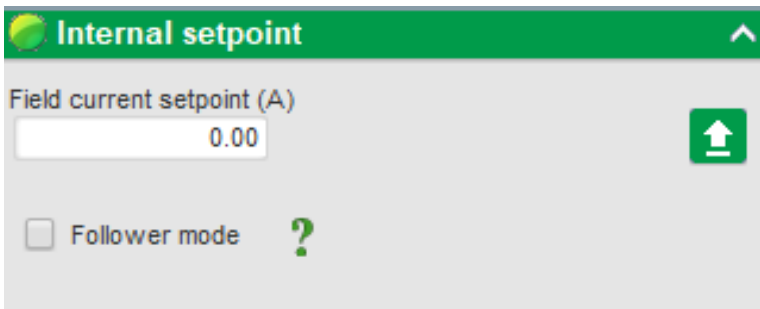 Internal setpoint
Field current setpoint (A)
0.00
Follower mode ?